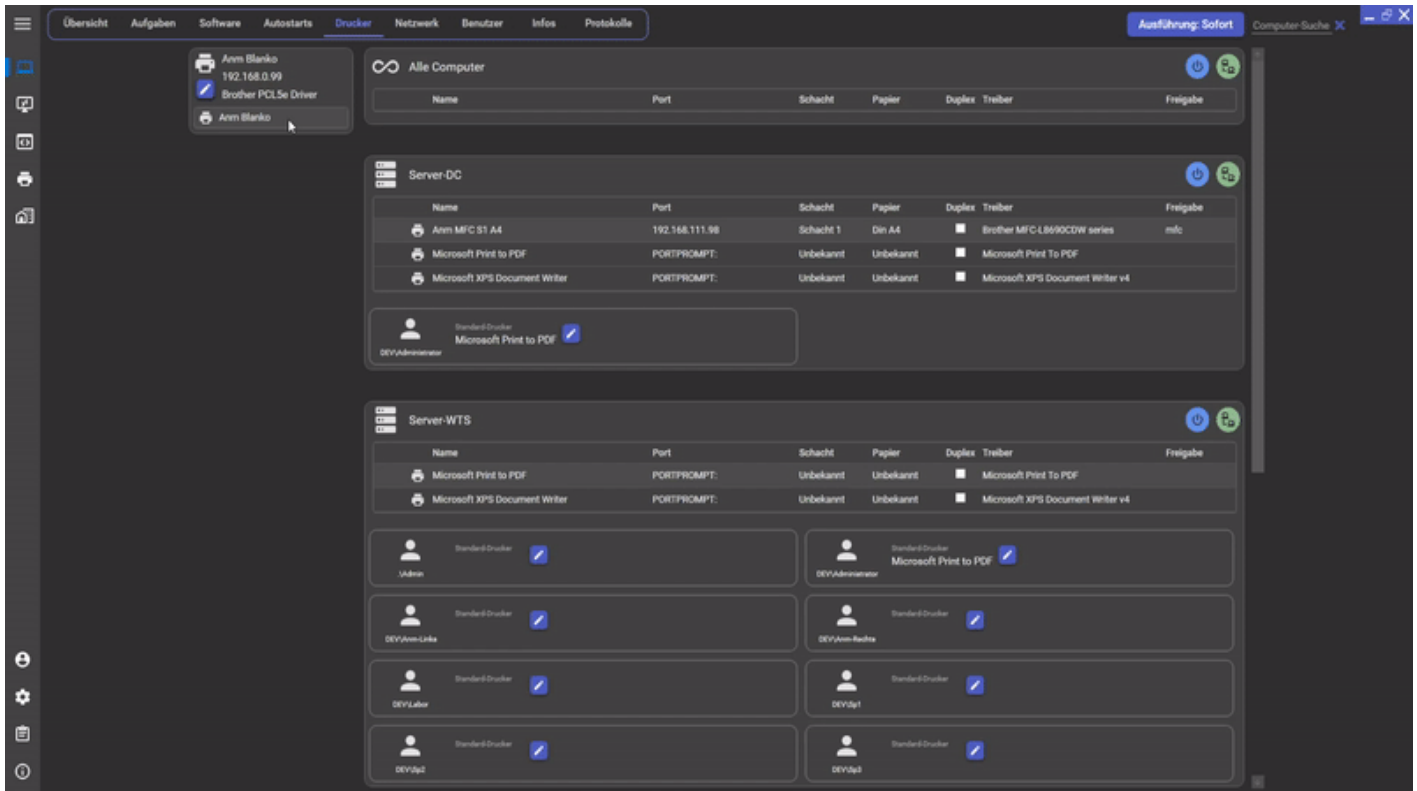 Übersicht Aufgaben Software Autostarts Drucker Netzwerk Benutzer Infos Protokolle Ausführung: Sofort Computer-Suche
Anm Blanko
192.168.0.99
Brother PCL5e Driver
Anm Blanko
Alle Computer
Name Port Schacht Papier Duplex Treiber Freigabe
Server-DC
Name Port Schacht Papier Duplex Treiber Freigabe
Anm MFC S1 A4 192.168.111.98 Schacht 1 Din A4 Brother MFC-L8690CDW series mfc
Microsoft Print to PDF PORTPROMPT: Unbekannt Unbekannt Microsoft Print To PDF
Microsoft XPS Document Writer PORTPROMPT: Unbekannt Unbekannt Microsoft XPS Document Writer v4
Standard-Drucker
Microsoft Print to PDF
DEV\Administrator
Server-WTS
Name Port Schacht Papier Duplex Treiber Freigabe
Microsoft Print to PDF PORTPROMPT: Unbekannt Unbekannt Microsoft Print To PDF
Microsoft XPS Document Writer PORTPROMPT: Unbekannt Unbekannt Microsoft XPS Document Writer v4
Standard-Drucker
.\Admin
Standard-Drucker
Microsoft Print to PDF
DEV\Administrator
Standard-Drucker
DEV\Anm-Links
Standard-Drucker
DEV\Anm-Rechts
Standard-Drucker
DEV\Labor
Standard-Drucker
DEV\Sp1
Standard-Drucker
DEV\Sp2
Standard-Drucker
DEV\Sp3